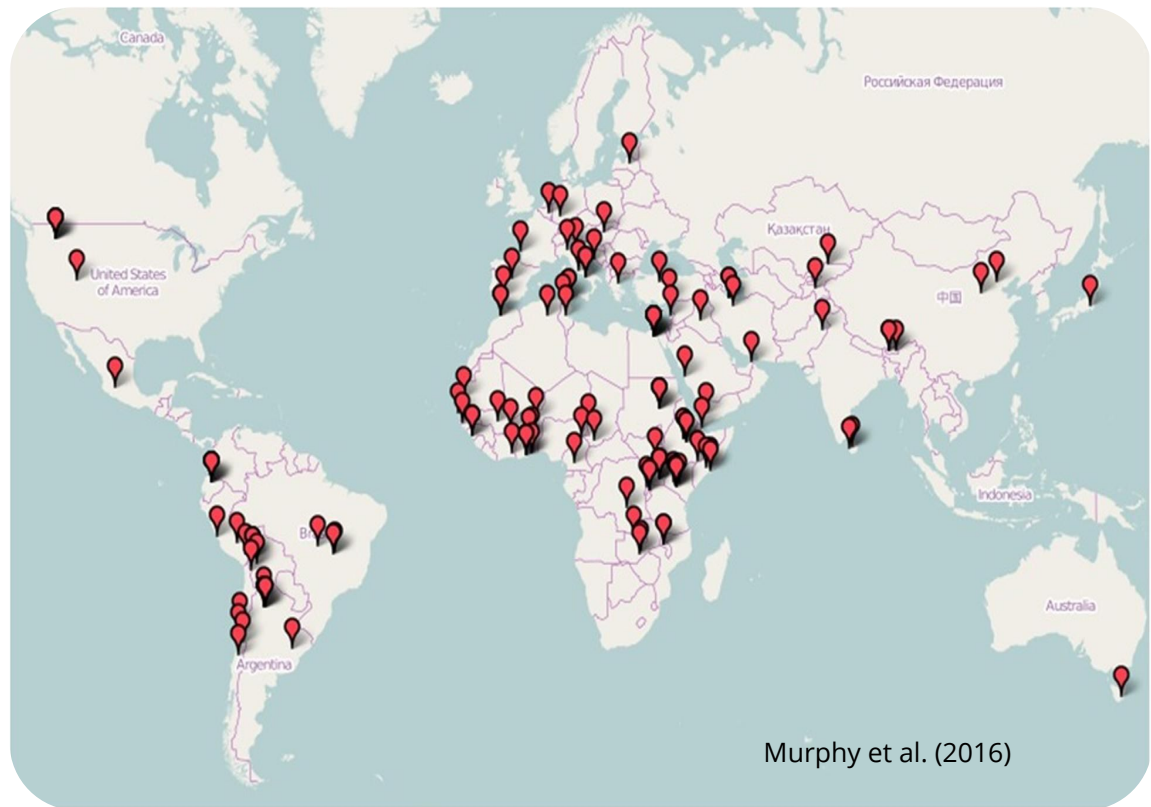 Canada
Российская Федерация
Қазақстан
United States
of America
中国
Indonesia
Australia
Argentina
Murphy et al. (2016)